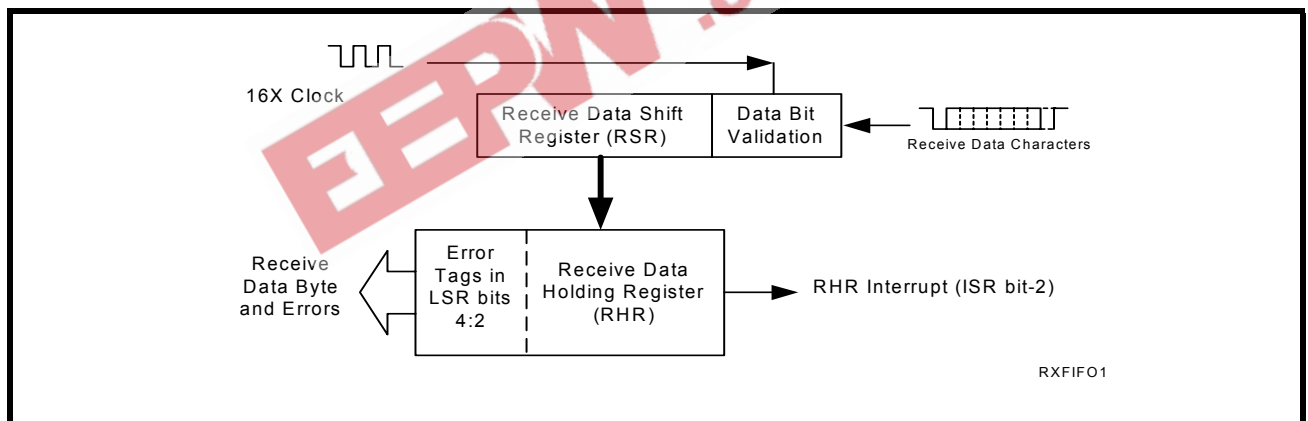 16X Clock
Receive Data Shift
Register (RSR)
Data Bit
Validation
Receive Data Characters
Receive
Data Byte
and Errors
Error
Tags in
LSR bits
4:2
Receive Data
Holding Register
(RHR)
RHR Interrupt (ISR bit-2)
RXFIFO1
EEPW